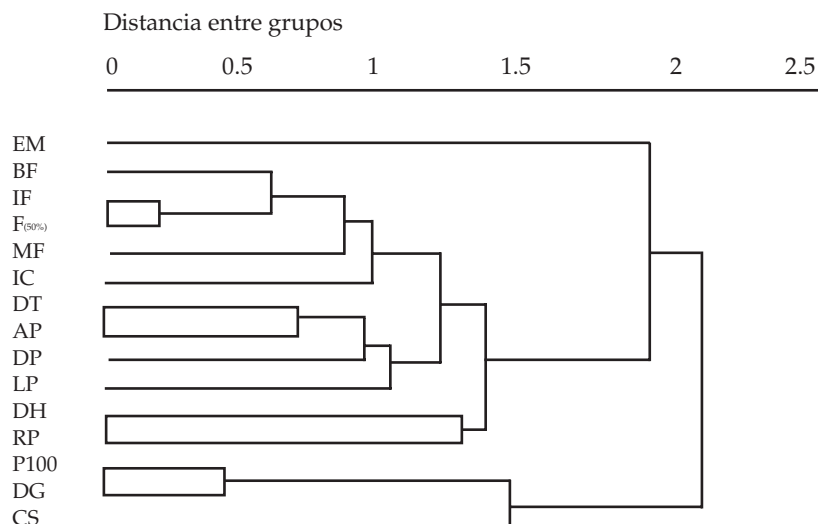 Distancia entre grupos
0 0.5 1 1.5 2 2.5
EM
BF
IF
F(50%)
MF
IC
DT
AP
DP
LP
DH
RP
P100
DG
CS